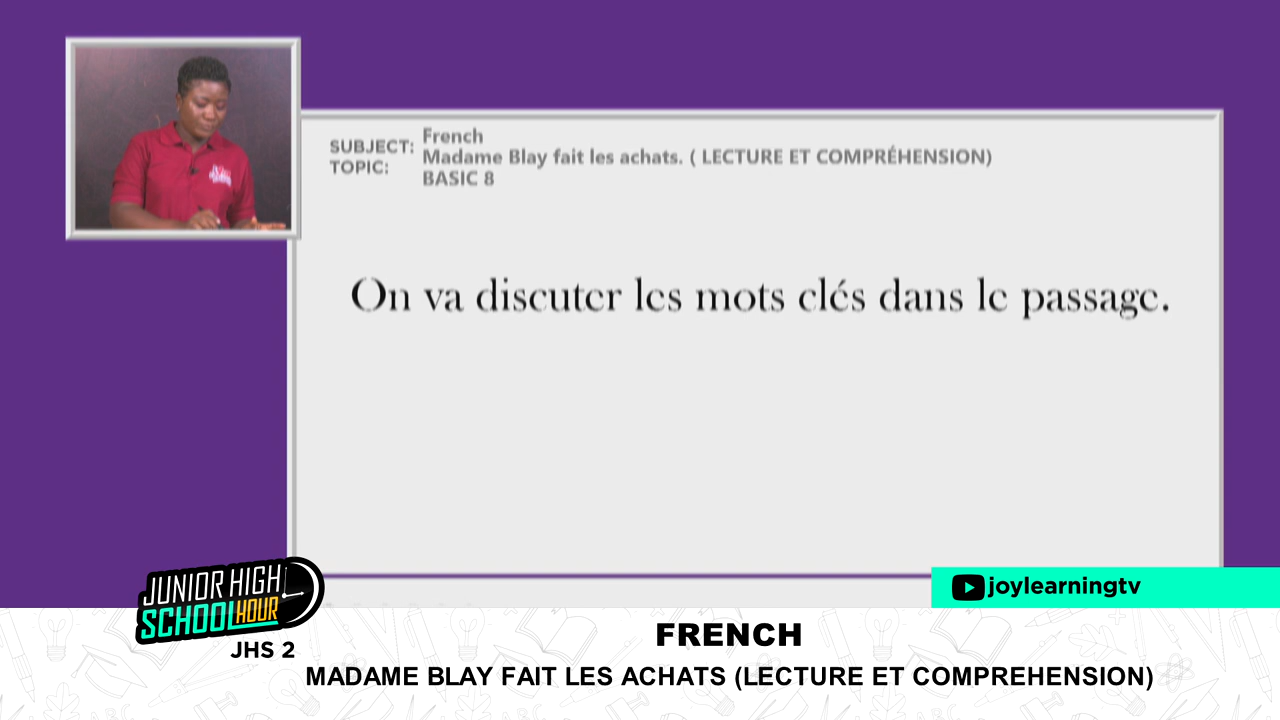 SUBJECT: French
TOPIC: Madame Blay fait les achats. ( LECTURE ET COMPRÉHENSION)
BASIC 8
On va discuter les mots clés dans le passage.
joylearningtv
JUNIOR HIGH
SCHOOL HOUR
JHS 2
FRENCH
MADAME BLAY FAIT LES ACHATS (LECTURE ET COMPREHENSION)